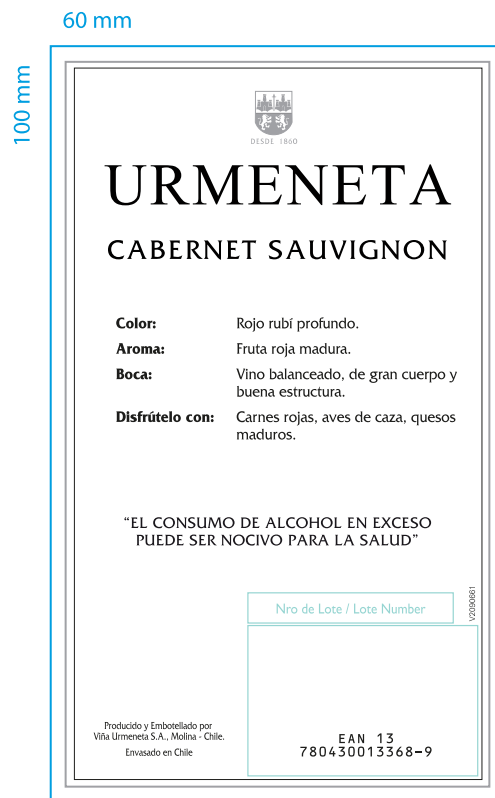 60 mm
100 mm
DESDE 1860
URMENETA
CABERNET SAUVIGNON
Color: Rojo rubí profundo.
Aroma: Fruta roja madura.
Boca: Vino balanceado, de gran cuerpo y
buena estructura.
Disfrútelo con: Carnes rojas, aves de caza, quesos
maduros.
“EL CONSUMO DE ALCOHOL EN EXCESO
PUEDE SER NOCIVO PARA LA SALUD”
Nro de Lote / Lote Number
V2090661
Producido y Embotellado por
Viña Urmeneta S.A., Molina - Chile.
Envasado en Chile
EAN 13
780430013368-9